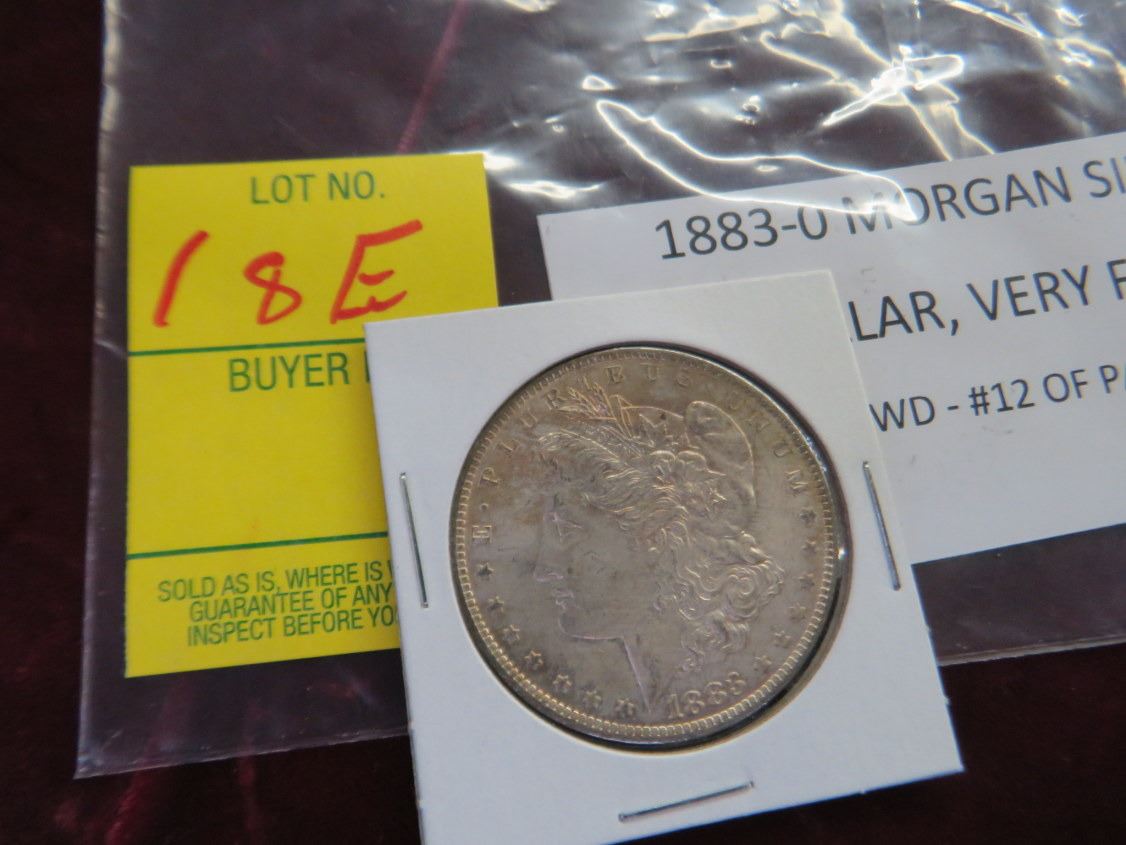 LOT NO.
18E
BUYER
SOLD AS IS, WHERE IS
GUARANTEE OF ANY
INSPECT BEFORE YO
1883-0 MORGAN SI
LAR, VERY F
WD - #12 OF PA
E · PLURIBUS UNUM
1883